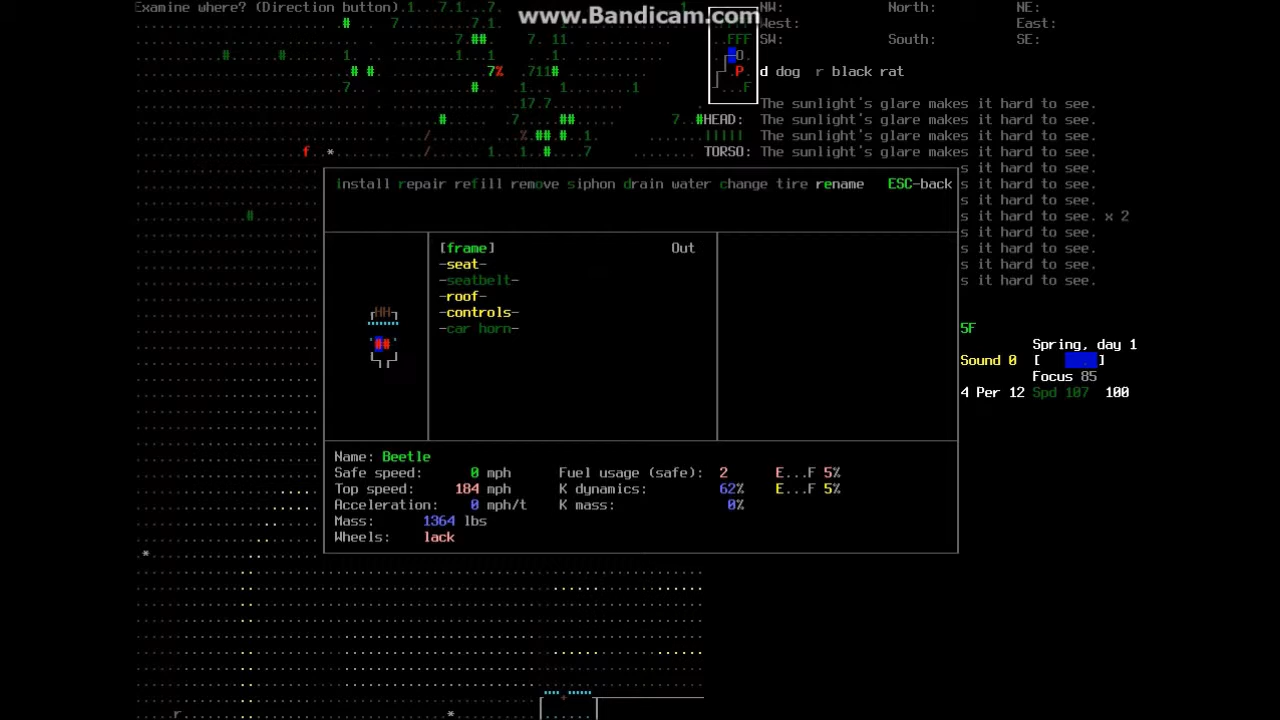 www.Bandicam.com
Examine where? (Direction button)
NW: North: NE:
West: East:
SW: South: SE:
d dog r black rat
The sunlight's glare makes it hard to see.
HEAD: The sunlight's glare makes it hard to see.
The sunlight's glare makes it hard to see.
TORSO: The sunlight's glare makes it hard to see.
s it hard to see.
s it hard to see.
s it hard to see.
s it hard to see. x 2
s it hard to see.
s it hard to see.
s it hard to see.
s it hard to see.
install repair refill remove siphon drain water change tire rename ESC-back
[frame] Out
-seat-
-seatbelt-
-roof-
-controls-
-car horn-
5F
Spring, day 1
Sound 0 [ ]
Focus 85
4 Per 12 Spd 107 100
Name: Beetle
Safe speed: 0 mph Fuel usage (safe): 2 E...F 5%
Top speed: 184 mph K dynamics: 62% E...F 5%
Acceleration: 0 mph/t K mass: 0%
Mass: 1364 lbs
Wheels: lack